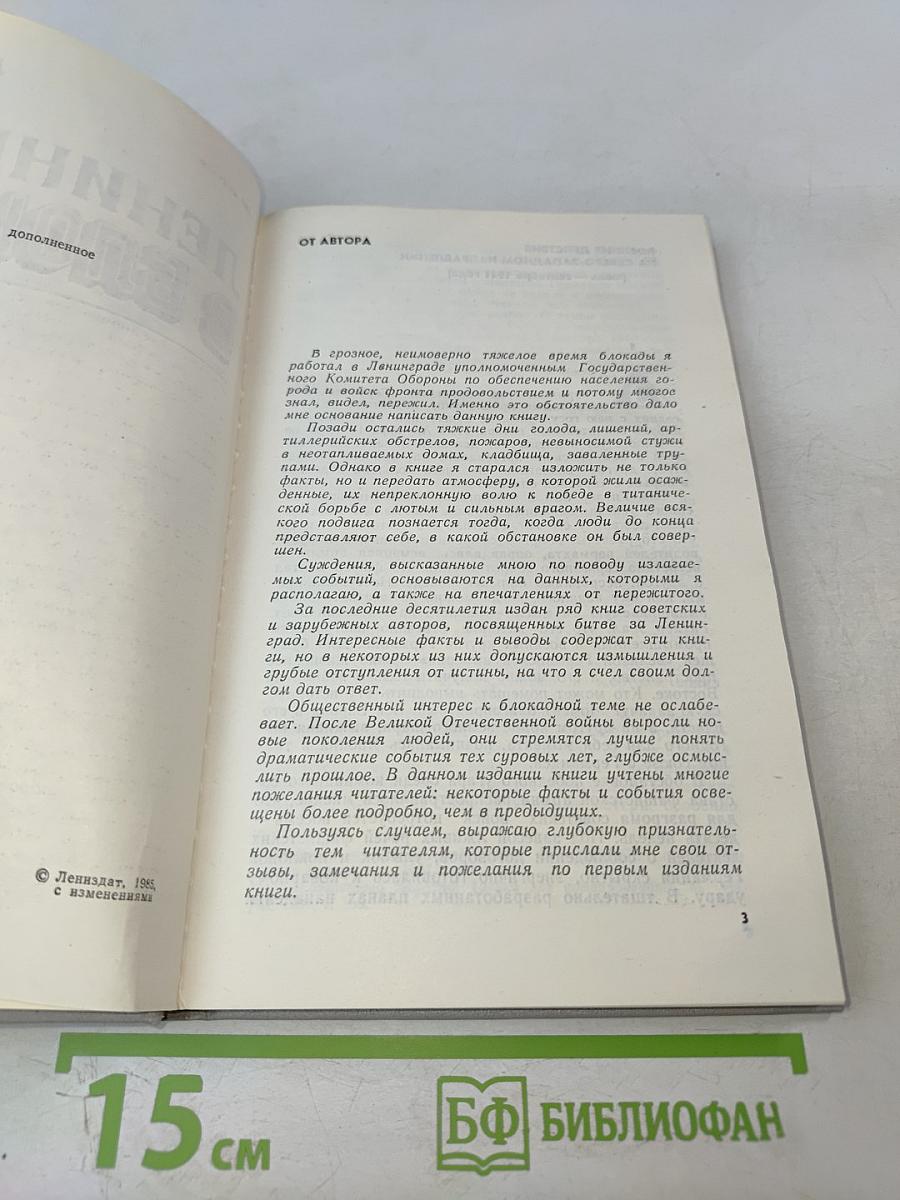 дополненное
© Лениздат, 1985,
с изменениями
ОТ АВТОРА
В грозное, неимоверно тяжелое время блокады я
работал в Ленинграде уполномоченным Государствен-
ного Комитета Обороны по обеспечению населения го-
рода и войск фронта продовольствием и потому многое
знал, видел, пережил. Именно это обстоятельство дало
мне основание написать данную книгу.
Позади остались тяжкие дни голода, лишений, ар-
тиллерийских обстрелов, пожаров, невыносимой стужи
в неотапливаемых домах, кладбища, заваленные тру-
пами. Однако в книге я старался изложить не только
факты, но и передать атмосферу, в которой жили осаж-
денные, их непреклонную волю к победе в титаниче-
ской борьбе с лютым и сильным врагом. Величие вся-
кого подвига познается тогда, когда люди до конца
представляют себе, в какой обстановке он был совер-
шен.
Суждения, высказанные мною по поводу излагае-
мых событий, основываются на данных, которыми я
располагаю, а также на впечатлениях от пережитого.
За последние десятилетия издан ряд книг советских
и зарубежных авторов, посвященных битве за Ленин-
град. Интересные факты и выводы содержат эти кни-
ги, но в некоторых из них допускаются измышления и
грубые отступления от истины, на что я счел своим дол-
гом дать ответ.
Общественный интерес к блокадной теме не ослабе-
вает. После Великой Отечественной войны выросли но-
вые поколения людей, они стремятся лучше понять
драматические события тех суровых лет, глубже осмыс-
лить прошлое. В данном издании книги учтены многие
пожелания читателей: некоторые факты и события осве-
щены более подробно, чем в предыдущих.
Пользуясь случаем, выражаю глубокую признатель-
ность тем читателям, которые прислали мне свои от-
зывы, замечания и пожелания по первым изданиям
книги.
3
15 см
БФ БИБЛИОФАН